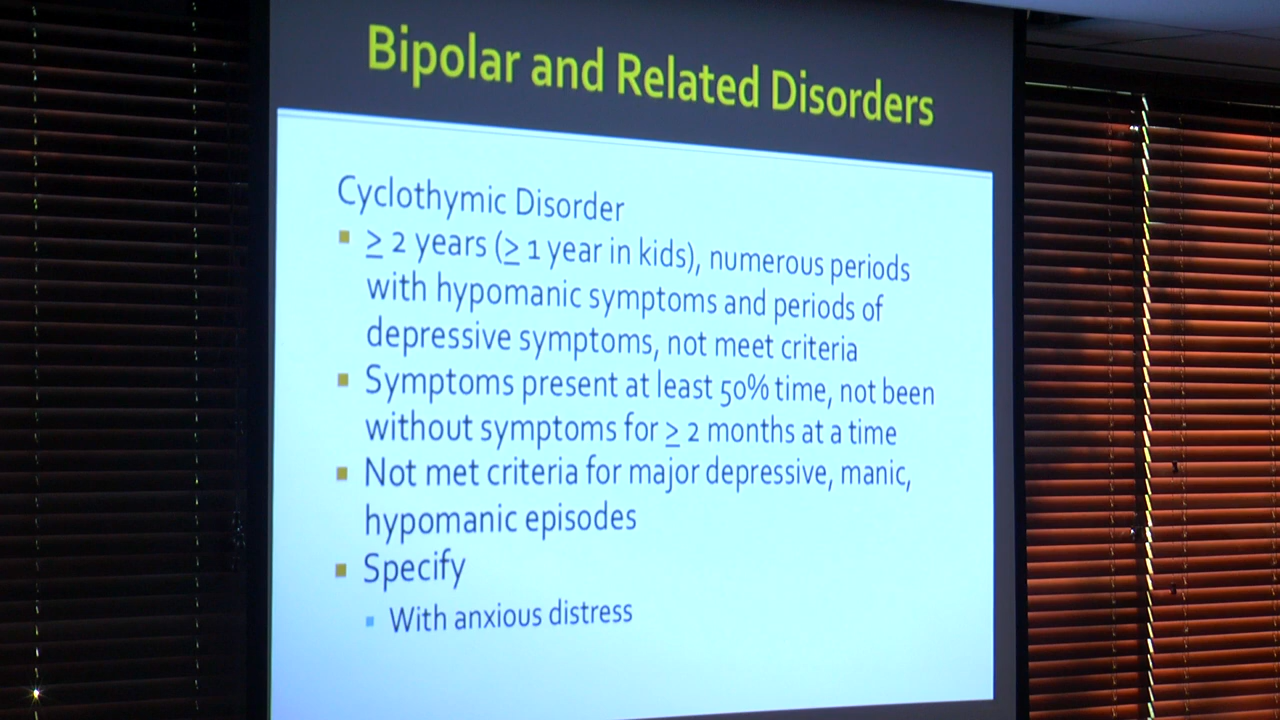 Bipolar and Related Disorders
Cyclothymic Disorder
≥ 2 years (≥ 1 year in kids), numerous periods
with hypomanic symptoms and periods of
depressive symptoms, not meet criteria
Symptoms present at least 50% time, not been
without symptoms for ≥ 2 months at a time
Not met criteria for major depressive, manic,
hypomanic episodes
Specify
With anxious distress